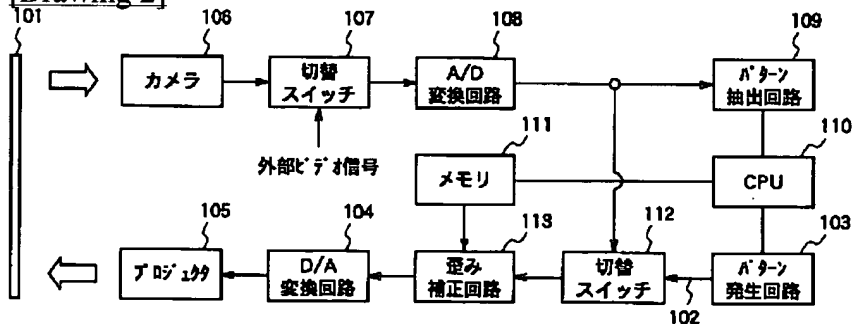 [Drawing 2]
101
106
107
108
109
カメラ
切替
スイッチ
A/D
変換回路
パターン
抽出回路
外部ビデオ信号
111
110
メモリ
CPU
105
104
113
112
103
プロジェクタ
D/A
変換回路
歪み
補正回路
切替
スイッチ
パターン
発生回路
102